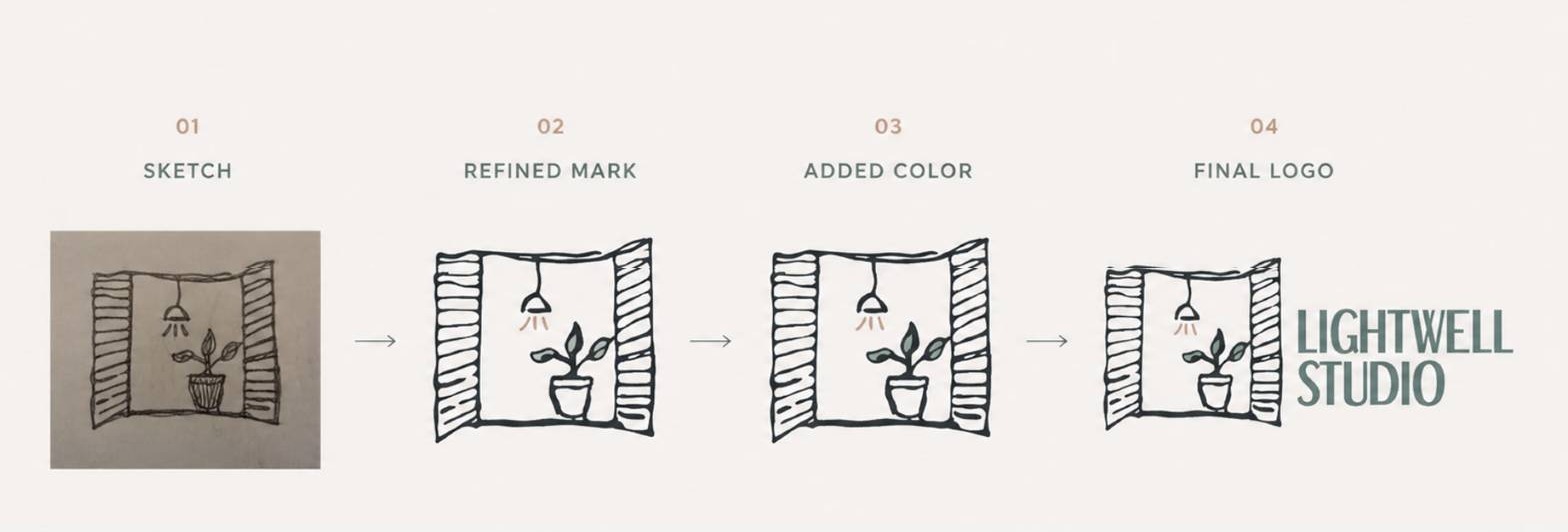 01
SKETCH
02
REFINED MARK
03
ADDED COLOR
04
FINAL LOGO
LIGHTWELL
STUDIO